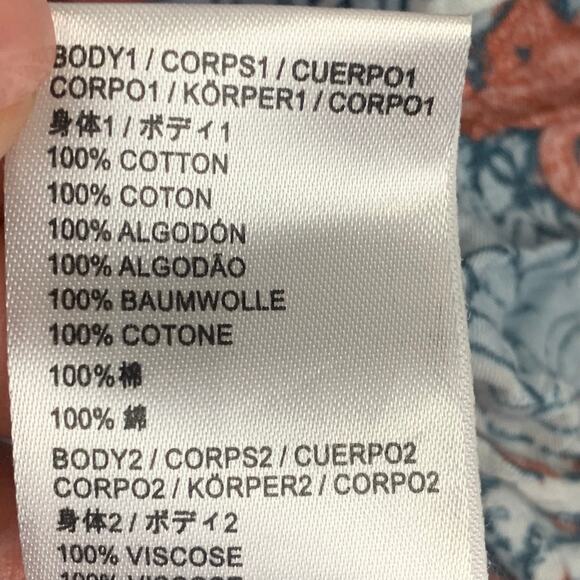 BODY1 / CORPS1 / CUERPO1
CORPO1 / KÖRPER1 / CORPO1
身体1 / ボディ1
100% COTTON
100% COTON
100% ALGODÓN
100% ALGODÃO
100% BAUMWOLLE
100% COTONE
100% 棉
100% 綿
BODY2 / CORPS2 / CUERPO2
CORPO2 / KÖRPER2 / CORPO2
身体2 / ボディ2
100% VISCOSE
100% VISCOSE